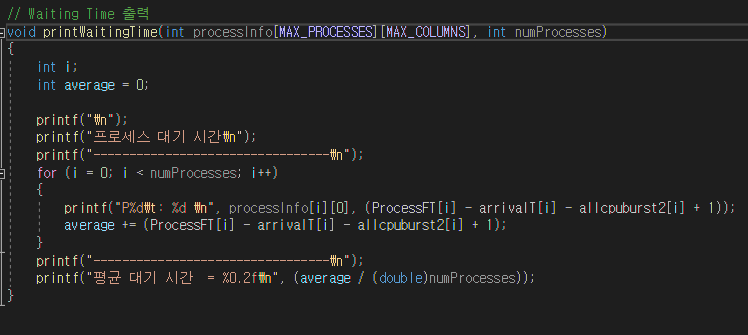 // Waiting Time 출력
void printWaitingTime(int processInfo[MAX_PROCESSES][MAX_COLUMNS], int numProcesses)
{
int i;
int average = 0;
printf("₩n");
printf("프로세스 대기 시간₩n");
printf("---------------------------------₩n");
for (i = 0; i < numProcesses; i++)
{
printf("P%d₩t: %d ₩n", processInfo[i][0], (ProcessFT[i] - arrivalT[i] - allcpuburst2[i] + 1));
average += (ProcessFT[i] - arrivalT[i] - allcpuburst2[i] + 1);
}
printf("---------------------------------₩n");
printf("평균 대기 시간  = %0.2f₩n", (average / (double)numProcesses));
}